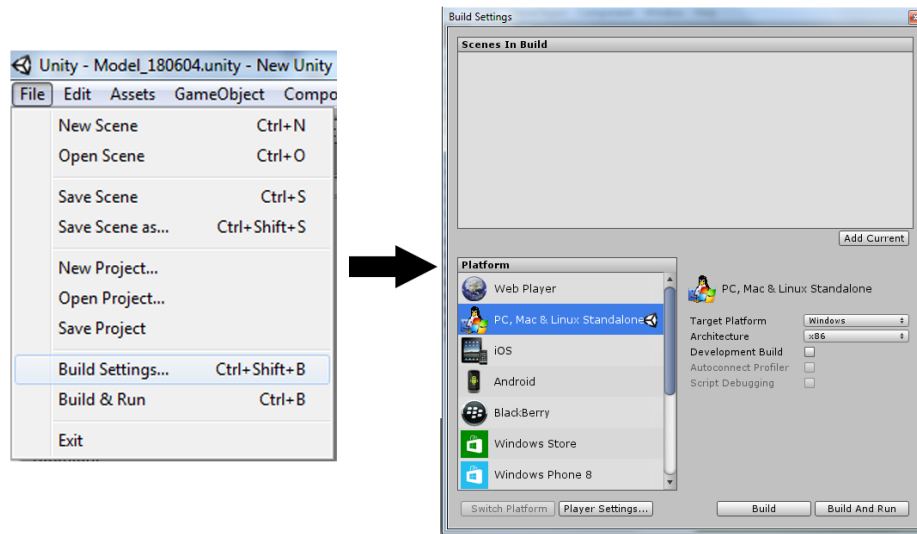 Unity - Model_180604.unity - New Unity
File Edit Assets GameObject Compo
New Scene Ctrl+N
Open Scene Ctrl+O
Save Scene Ctrl+S
Save Scene as... Ctrl+Shift+S
New Project...
Open Project...
Save Project
Build Settings... Ctrl+Shift+B
Build & Run Ctrl+B
Exit
Build Settings
Scenes In Build
Add Current
Platform
Web Player
PC, Mac & Linux Standalone
iOS
Android
BlackBerry
Windows Store
Windows Phone 8
PC, Mac & Linux Standalone
Target Platform Windows
Architecture x86
Development Build
Autoconnect Profiler
Script Debugging
Switch Platform Player Settings... Build Build And Run